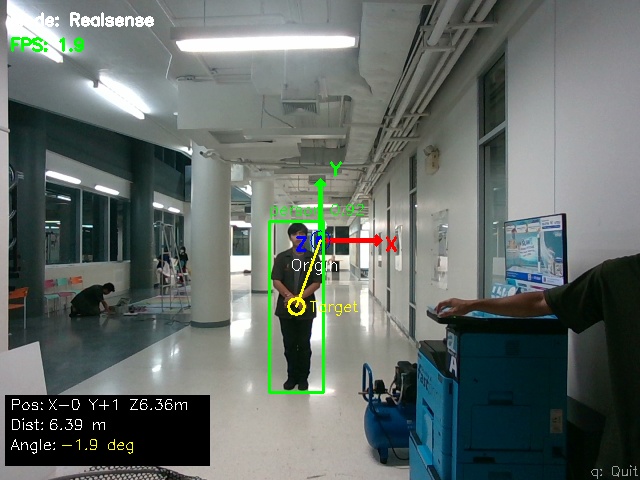 Mode: Realsense
FPS: 1.9
Y
Z
X
Origin
Target
Pos: X-0 Y+1 Z6.36m
Dist: 6.39 m
Angle: -1.9 deg
q: Quit